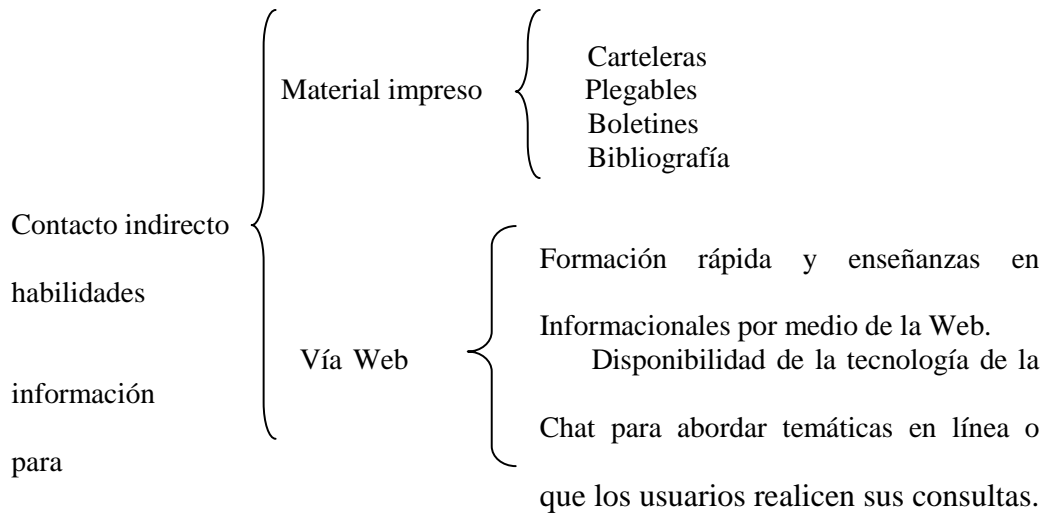 Carteleras
Material impreso Plegables
Boletines
Bibliografía
Contacto indirecto
Formación rápida y enseñanzas en
habilidades
Informacionales por medio de la Web.
Vía Web Disponibilidad de la tecnología de la
información
Chat para abordar temáticas en línea o
para
que los usuarios realicen sus consultas.